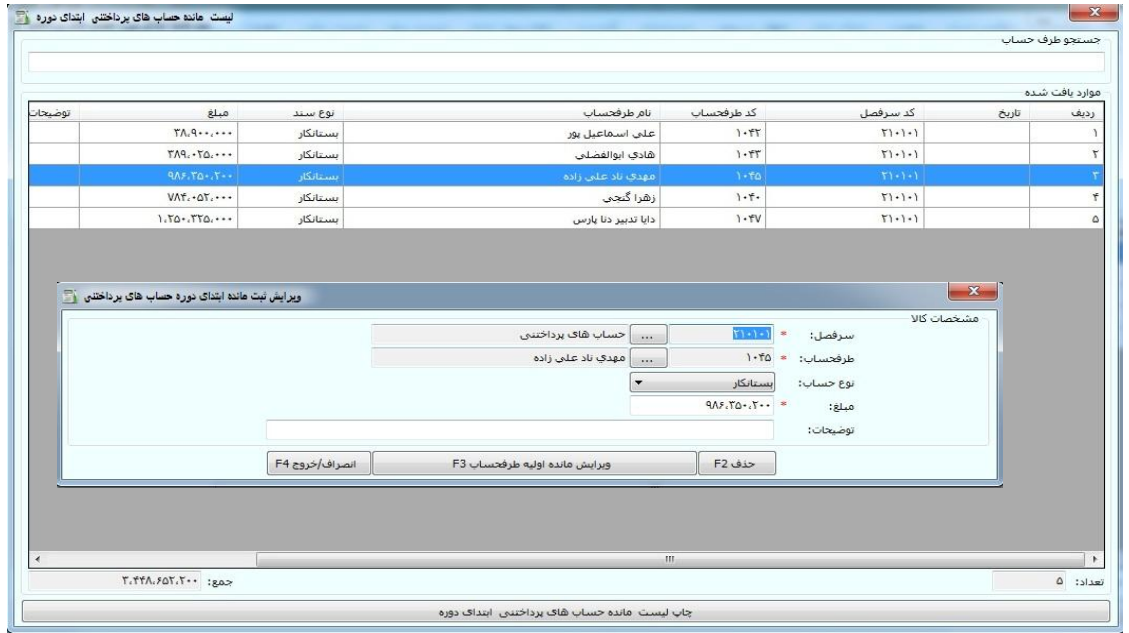 لیست مانده حساب های پرداختنی ابتدای دوره
جستجو طرف حساب
موارد یافت شده
ردیف تاریخ کد سرفصل کد طرفحساب نام طرفحساب نوع سند مبلغ توضیحات
۱ ۲۱۰۱۰۱ ۱۰۴۲ علی اسماعیل پور بستانکار ۳۸،۹۰۰،۰۰۰
۲ ۲۱۰۱۰۱ ۱۰۴۳ هادي ابوالفضلی بستانکار ۳۸۹،۰۲۵،۰۰۰
۳ ۲۱۰۱۰۱ ۱۰۴۵ مهدي ناد علی زاده بستانکار ۹۸۶،۳۵۰،۲۰۰
۴ ۲۱۰۱۰۱ ۱۰۴۰ زهرا گنجی بستانکار ۷۸۴،۰۵۲،۰۰۰
۵ ۲۱۰۱۰۱ ۱۰۴۷ دایا تدبیر دنا پارس بستانکار ۱،۲۵۰،۳۲۵،۰۰۰
ویرایش ثبت مانده ابتدای دوره حساب های پرداختنی
مشخصات کالا
سرفصل: * ۲۱۰۱۰۱ ... حساب های پرداختنی
طرفحساب: * ۱۰۴۵ ... مهدي ناد علی زاده
نوع حساب: بستانکار
مبلغ: * ۹۸۶،۳۵۰،۲۰۰
توضیحات:
حذف F2 ویرایش مانده اولیه طرفحساب F3 انصراف/خروج F4
تعداد: ۵ جمع: ۳،۴۴۸،۶۵۲،۲۰۰
چاپ لیست مانده حساب های پرداختنی ابتدای دوره